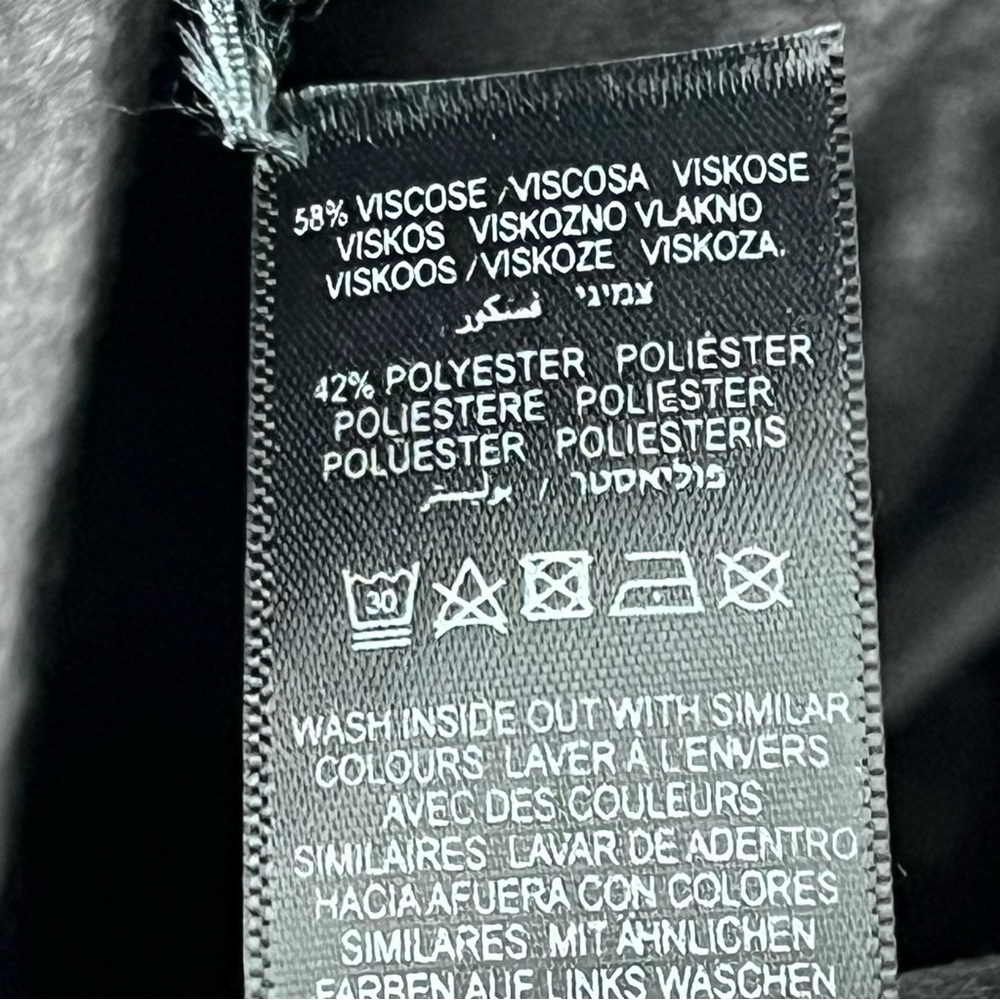 58% VISCOSE / VISCOSA VISKOSE
VISKOS VISKOZNO VLAKNO
VISKOOS / VISKOZE VISKOZA.
فسكوز צמיגי
42% POLYESTER POLIÉSTER
POLIESTERE POLIESTER
POLÜESTER POLIESTERIS
بوليستر / פוליאסטר
30
WASH INSIDE OUT WITH SIMILAR
COLOURS LAVER À L'ENVERS
AVEC DES COULEURS
SIMILAIRES LAVAR DE ADENTRO
HACIA AFUERA CON COLORES
SIMILARES MIT ÄHNLICHEN
FARBEN AUF LINKS WASCHEN